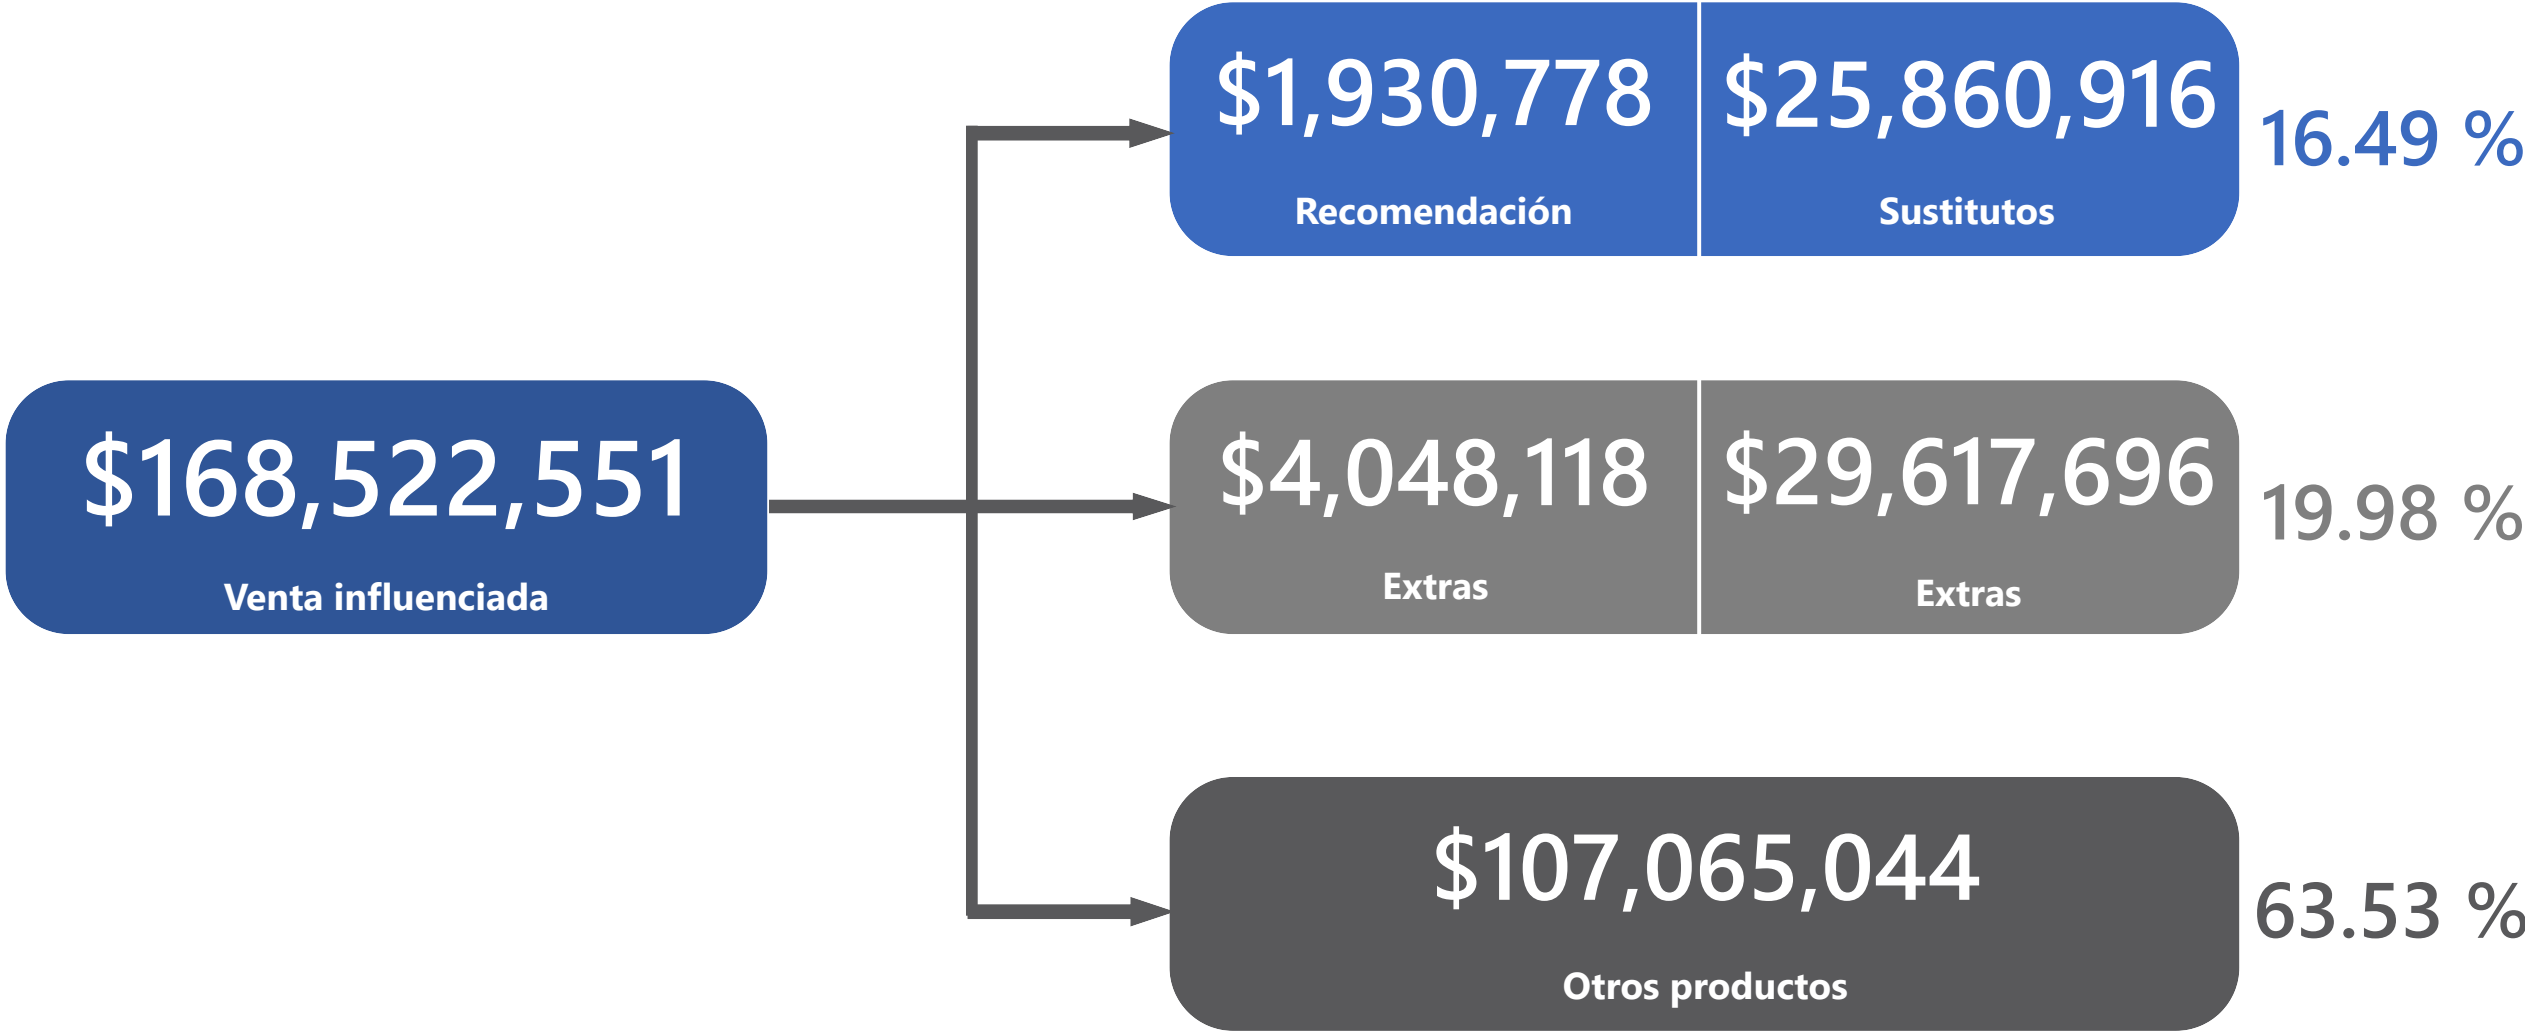 $1,930,778
Recomendación
$25,860,916
Sustitutos
16.49 %
$168,522,551
Venta influenciada
$4,048,118
Extras
$29,617,696
Extras
19.98 %
$107,065,044
Otros productos
63.53 %